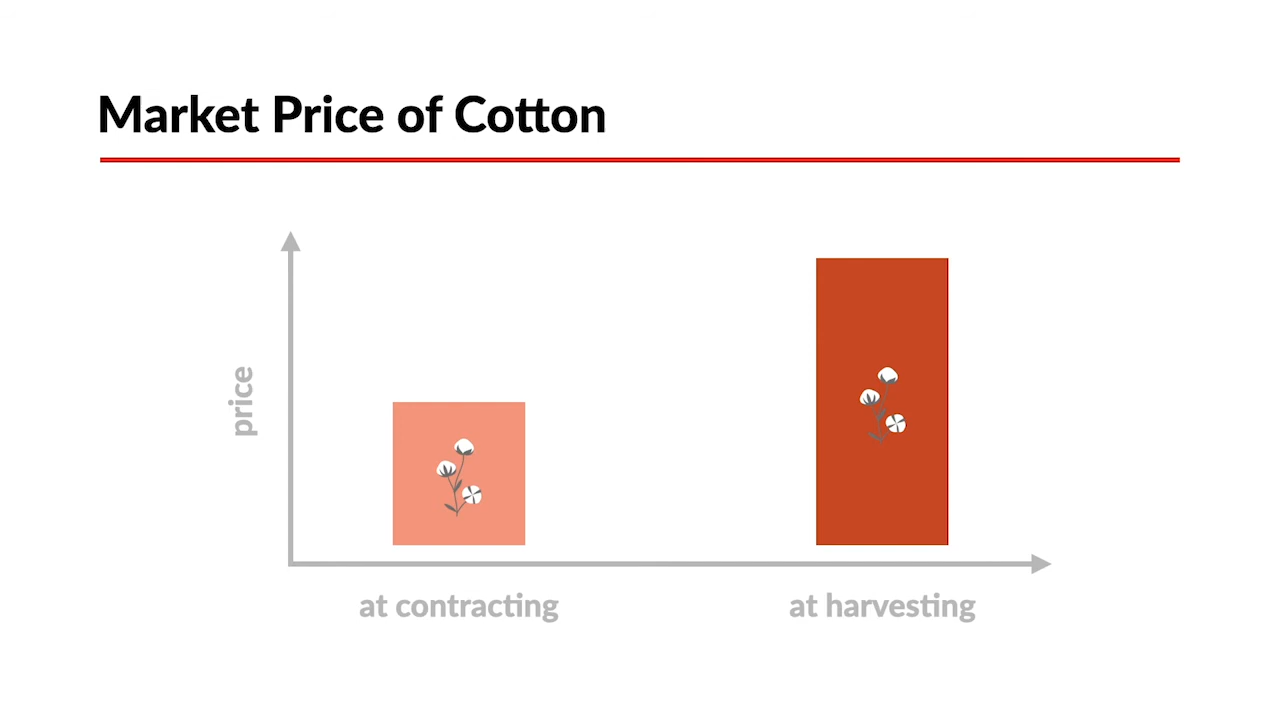 Market Price of Cotton
price
at contracting
at harvesting